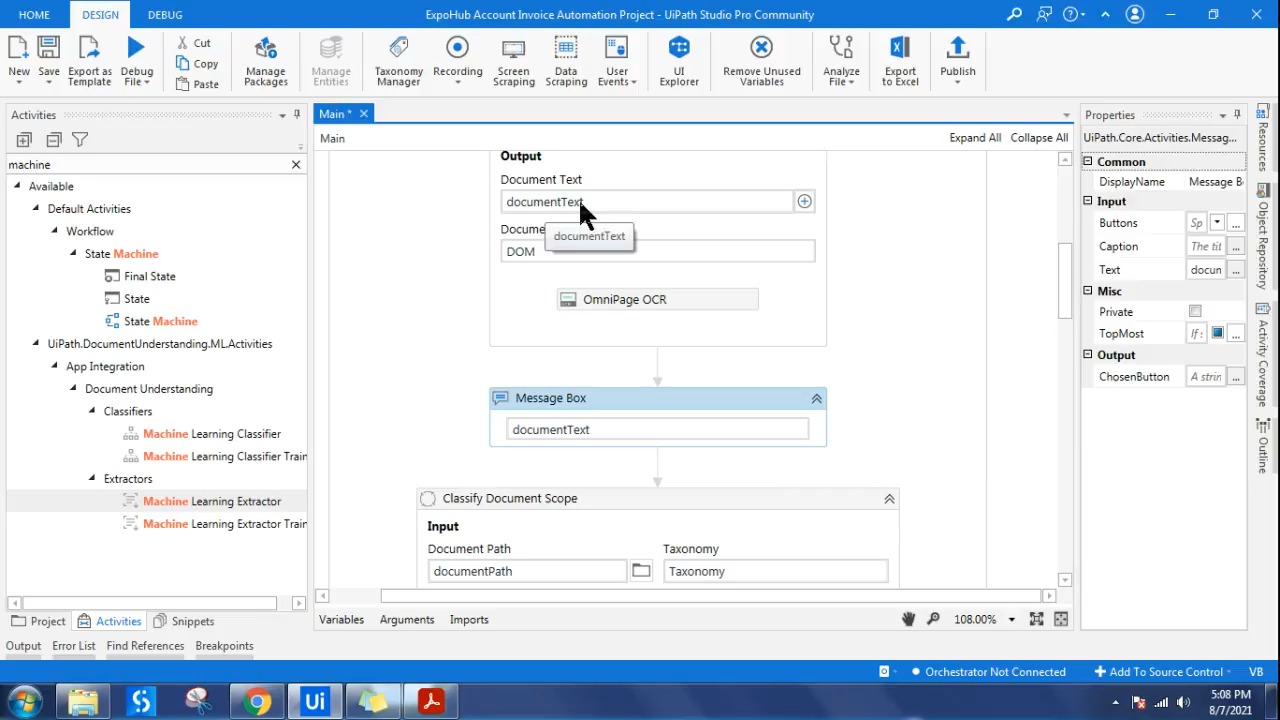 HOME
DESIGN
DEBUG
ExpoHub Account Invoice Automation Project - UiPath Studio Pro Community
New
Save
Export as
Template
Debug
File
Cut
Copy
Paste
Manage
Packages
Manage
Entities
Taxonomy
Manager
Recording
Screen
Scraping
Data
Scraping
User
Events
UI
Explorer
Remove Unused
Variables
Analyze
File
Export
to Excel
Publish
Activities
machine
Available
Default Activities
Workflow
State Machine
Final State
State
State Machine
UiPath.DocumentUnderstanding.ML.Activities
App Integration
Document Understanding
Classifiers
Machine Learning Classifier
Machine Learning Classifier Train
Extractors
Machine Learning Extractor
Machine Learning Extractor Train
Project
Activities
Snippets
Output
Error List
Find References
Breakpoints
Main *
Main
Expand All
Collapse All
Output
Document Text
documentText
Docume
documentText
DOM
OmniPage OCR
Message Box
documentText
Classify Document Scope
Input
Document Path
Taxonomy
documentPath
Taxonomy
Variables
Arguments
Imports
108.00%
Properties
UiPath.Core.Activities.Messag...
Common
DisplayName
Message B
Input
Buttons
Sp
...
Caption
The tit
...
Text
docun
...
Misc
Private
TopMost
If
...
Output
ChosenButton
A strin
...
Resources
Object Repository
Activity Coverage
Outline
Orchestrator Not Connected
Add To Source Control
VB
Ui
5:08 PM
8/7/2021